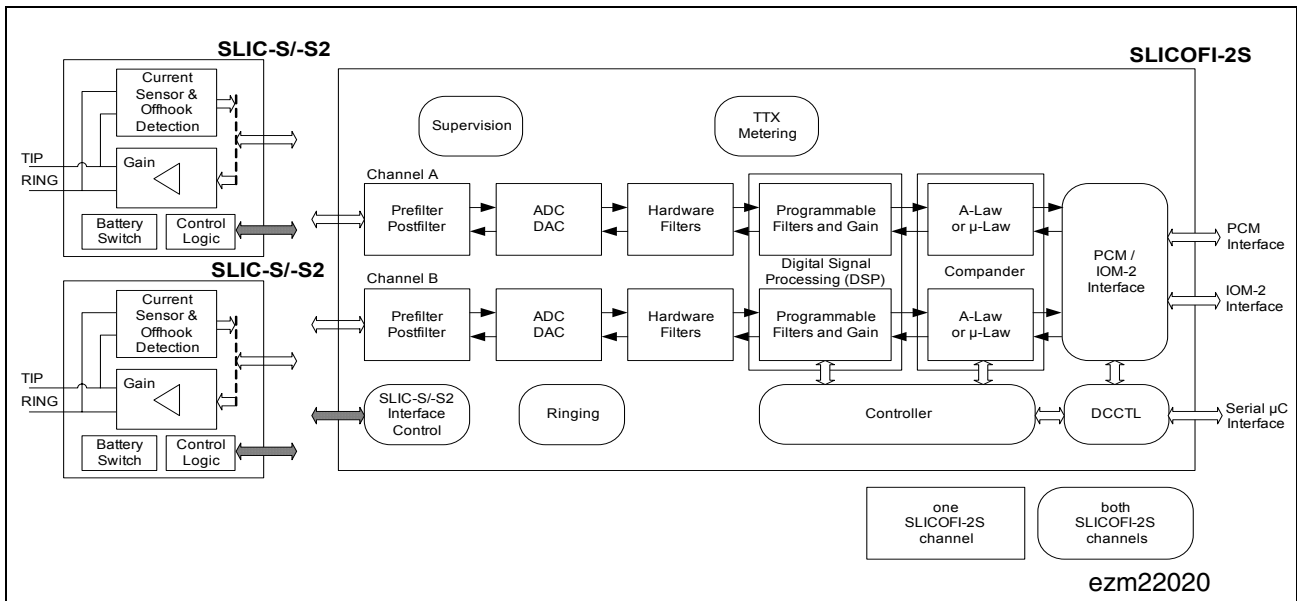 SLIC-S/-S2
SLICOFI-2S
Current
Sensor &
Offhook
Detection
Gain
TIP
RING
Battery
Switch
Control
Logic
Supervision
TTX
Metering
Channel A
Prefilter
Postfilter
ADC
DAC
Hardware
Filters
Programmable
Filters and Gain
A-Law
or µ-Law
PCM /
IOM-2
Interface
PCM
Interface
IOM-2
Interface
Digital Signal
Processing (DSP)
Compander
SLIC-S/-S2
Current
Sensor &
Offhook
Detection
Gain
TIP
RING
Battery
Switch
Control
Logic
Channel B
Prefilter
Postfilter
ADC
DAC
Hardware
Filters
Programmable
Filters and Gain
A-Law
or µ-Law
SLIC-S/-S2
Interface
Control
Ringing
Controller
DCCTL
Serial µC
Interface
one
SLICOFI-2S
channel
both
SLICOFI-2S
channels
ezm22020